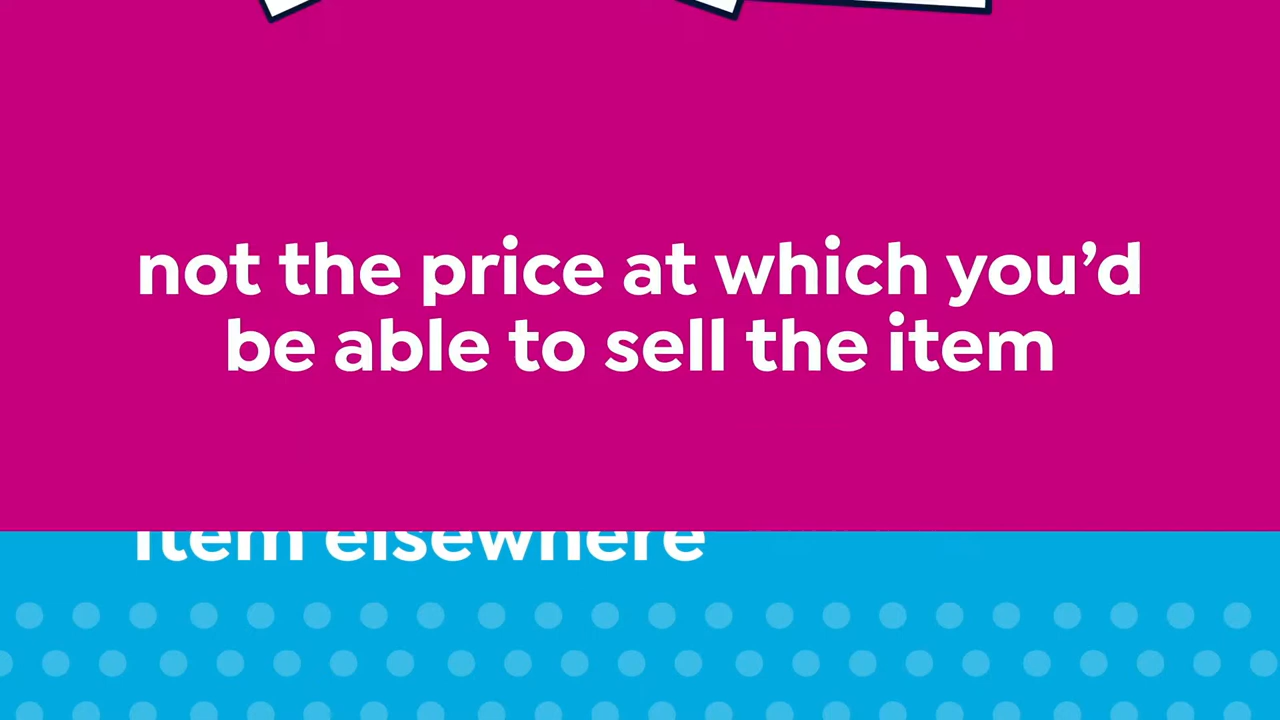 not the price at which you’d
be able to sell the item
item elsewhere